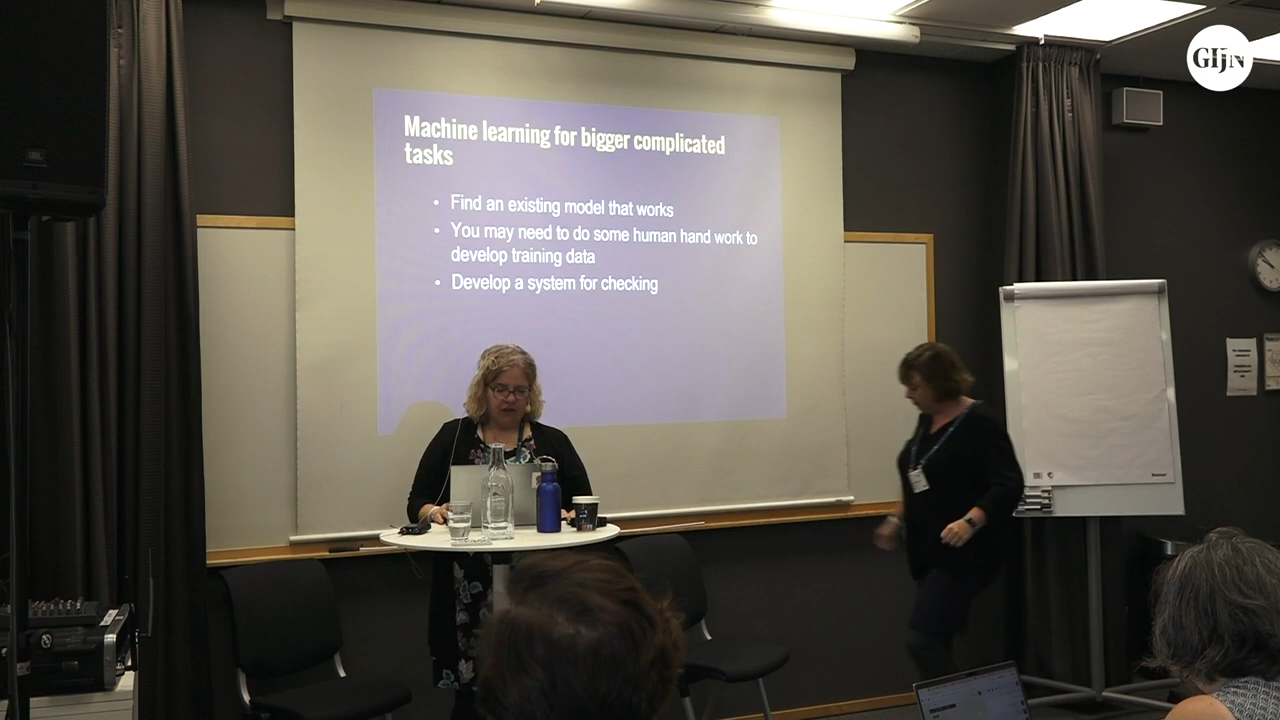 GIJN
Machine learning for bigger complicated
tasks
• Find an existing model that works
• You may need to do some human hand work to
develop training data
• Develop a system for checking
JBL